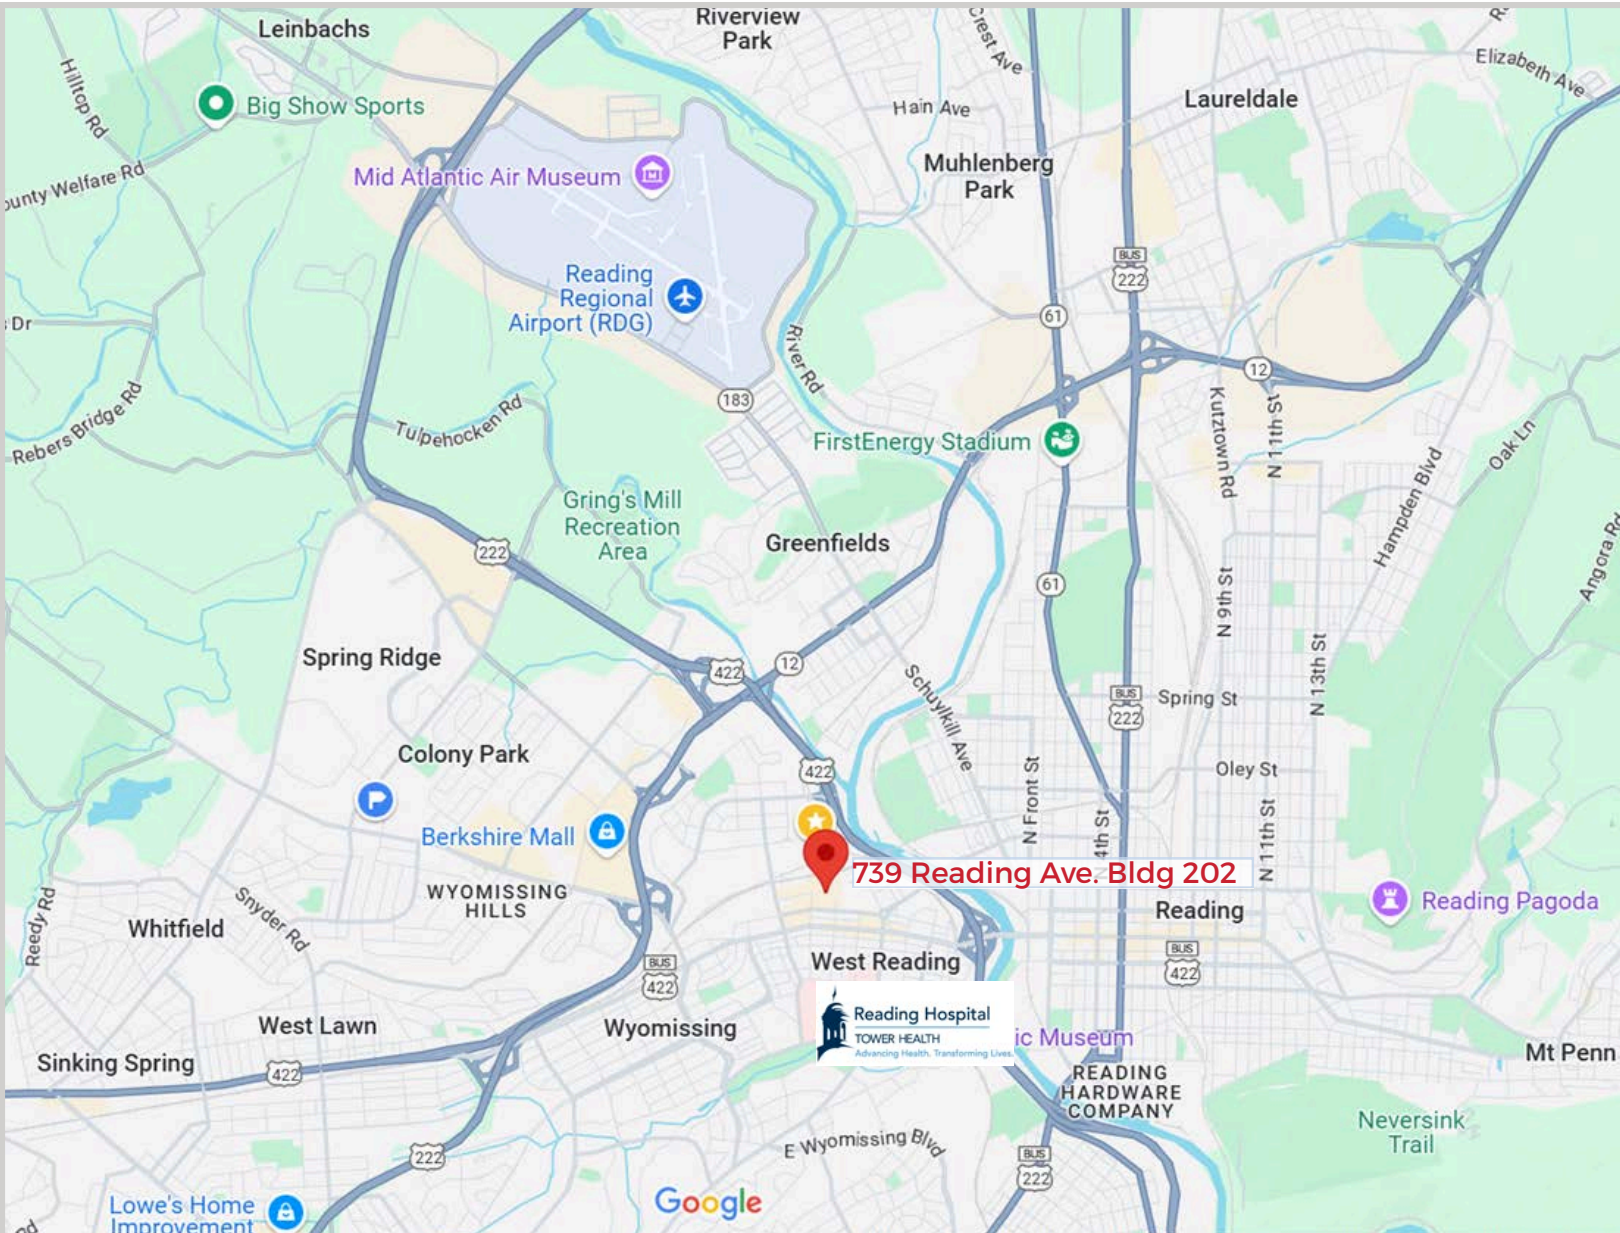 Leinbachs
Riverview
Park
Crest Ave
Elizabeth Ave
Hilltop Rd
Big Show Sports
Hain Ave
Laureldale
Mid Atlantic Air Museum
Muhlenberg
Park
ounty Welfare Rd
BUS
222
Reading
Regional
Airport (RDG)
61
Dr
River Rd
12
183
Rebers Bridge Rd
Tulpehocken Rd
FirstEnergy Stadium
Kutztown Rd
N 11th St
Hampden Blvd
Oak Ln
Gring's Mill
Recreation
Area
Greenfields
222
61
N 9th St
Angora Rd
Spring Ridge
422
12
Schuylkill Ave
N 13th St
BUS
222
Spring St
Colony Park
422
Oley St
N Front St
4th St
N 11th St
Berkshire Mall
739 Reading Ave. Bldg 202
WYOMISSING
HILLS
Reading
Reading Pagoda
Reedy Rd
Whitfield
Snyder Rd
BUS
422
West Reading
BUS
422
West Lawn
Wyomissing
Reading Hospital
TOWER HEALTH
Advancing Health. Transforming Lives.
ic Museum
Sinking Spring
422
READING
HARDWARE
COMPANY
Mt Penn
Neversink
Trail
E Wyomissing Blvd
222
BUS
222
Lowe's Home
Improvement
Google